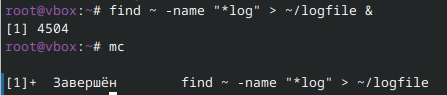 root@vbox:~# find ~ -name "*log" > ~/logfile &
[1] 4504
root@vbox:~# mc
[1]+  Завершён        find ~ -name "*log" > ~/logfile